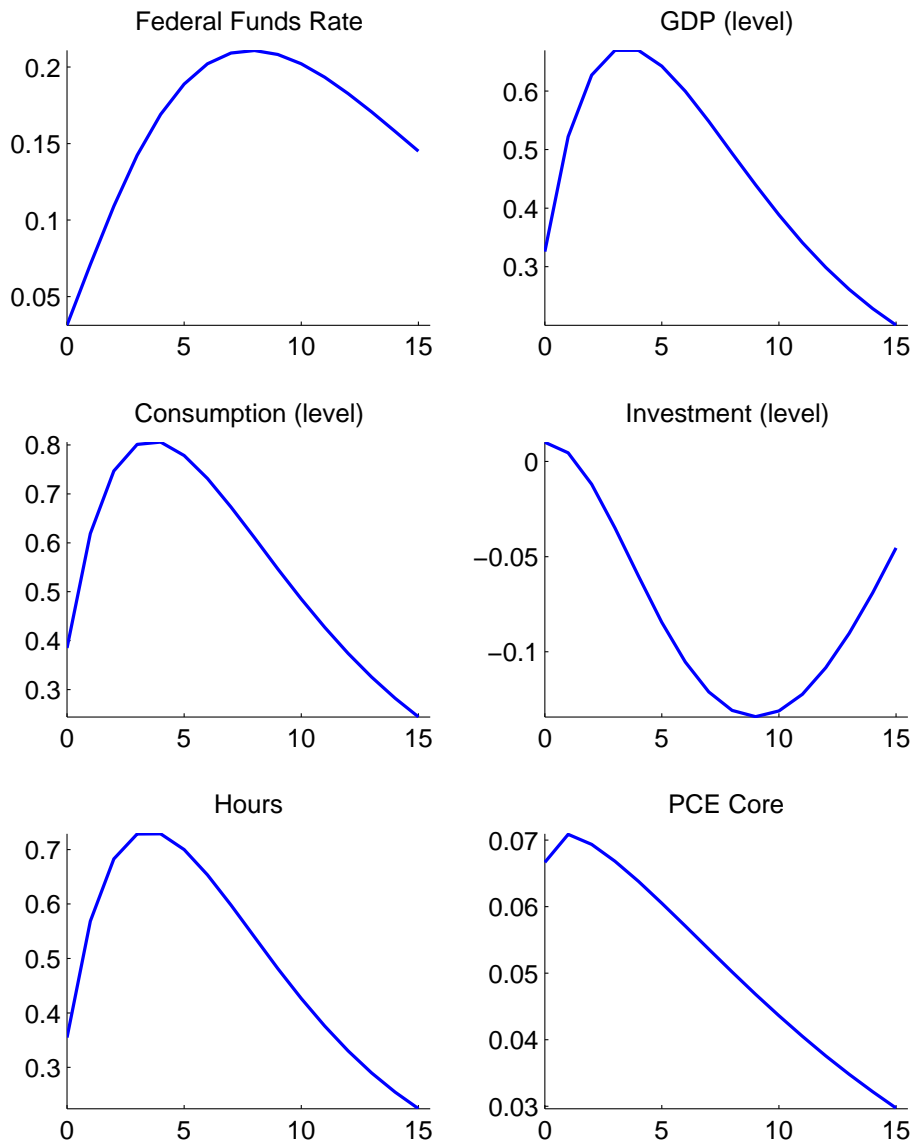 Federal Funds Rate
0.2
0.15
0.1
0.05
0 5 10 15
GDP (level)
0.6
0.5
0.4
0.3
0 5 10 15
Consumption (level)
0.8
0.7
0.6
0.5
0.4
0.3
0 5 10 15
Investment (level)
0
−0.05
−0.1
0 5 10 15
Hours
0.7
0.6
0.5
0.4
0.3
0 5 10 15
PCE Core
0.07
0.06
0.05
0.04
0.03
0 5 10 15